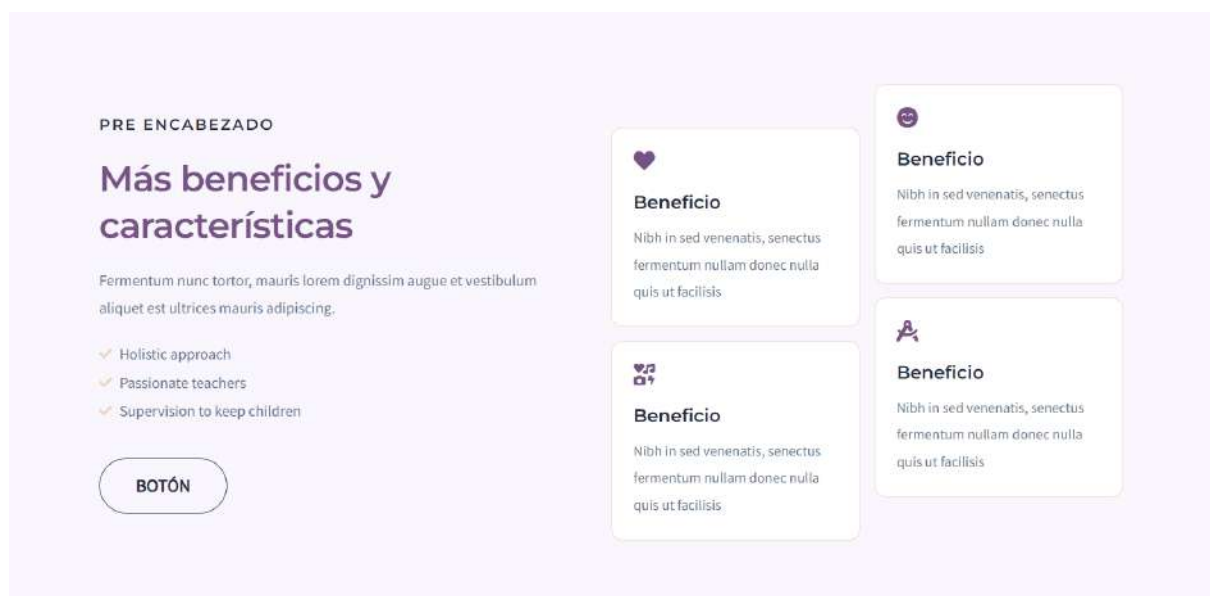 PRE ENCABEZADO
Más beneficios y
características
Fermentum nunc tortor, mauris lorem dignissim augue et vestibulum
aliquet est ultrices mauris adipiscing.
Holistic approach
Passionate teachers
Supervision to keep children
BOTÓN
Beneficio
Nibh in sed venenatis, senectus
fermentum nullam donec nulla
quis ut facilisis
Beneficio
Nibh in sed venenatis, senectus
fermentum nullam donec nulla
quis ut facilisis
Beneficio
Nibh in sed venenatis, senectus
fermentum nullam donec nulla
quis ut facilisis
Beneficio
Nibh in sed venenatis, senectus
fermentum nullam donec nulla
quis ut facilisis